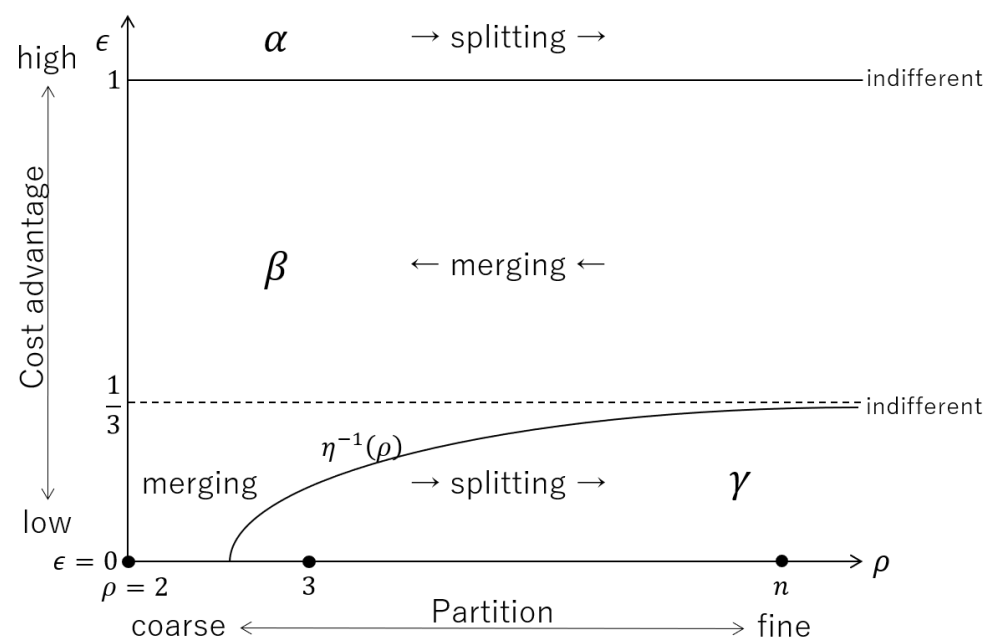 ϵ
α
→ splitting →
high
1
indifferent
Cost advantage
β
← merging ←
1
3
indifferent
η⁻¹(ρ)
merging
→ splitting →
γ
low
ϵ = 0
ρ
ρ = 2
3
n
Partition
coarse
fine